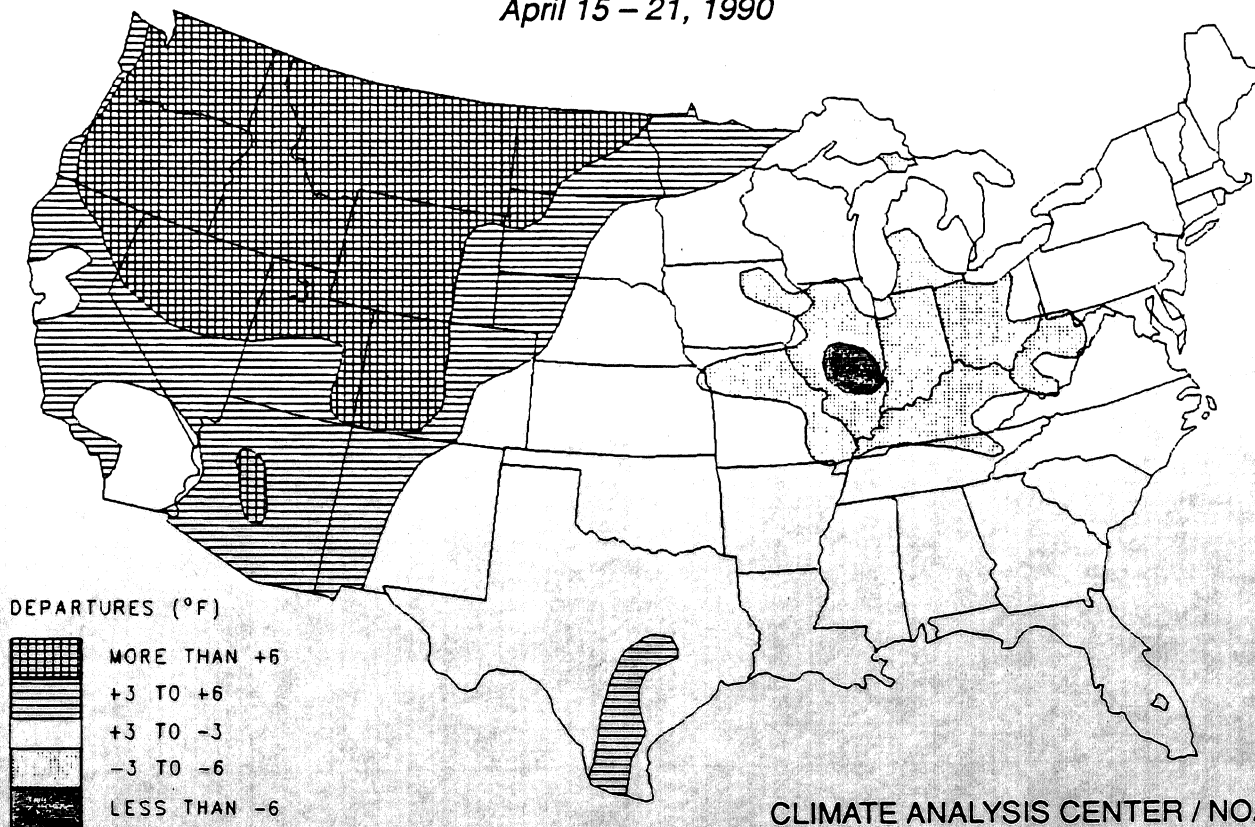 April 15 – 21, 1990
DEPARTURES (°F)
MORE THAN +6
+3 TO +6
+3 TO -3
-3 TO -6
LESS THAN -6
CLIMATE ANALYSIS CENTER / NO